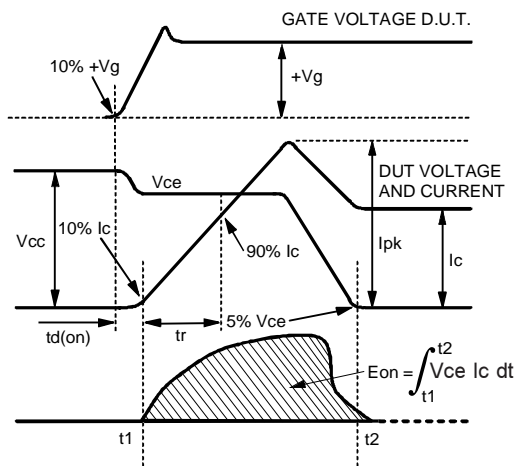 GATE VOLTAGE D.U.T.
10% +Vg
+Vg
Vce
DUT VOLTAGE
AND CURRENT
Vcc
10% Ic
90% Ic
Ipk
Ic
5% Vce
td(on)
tr
Eon = ∫ Vce Ic dt
t2
t1
t1
t2